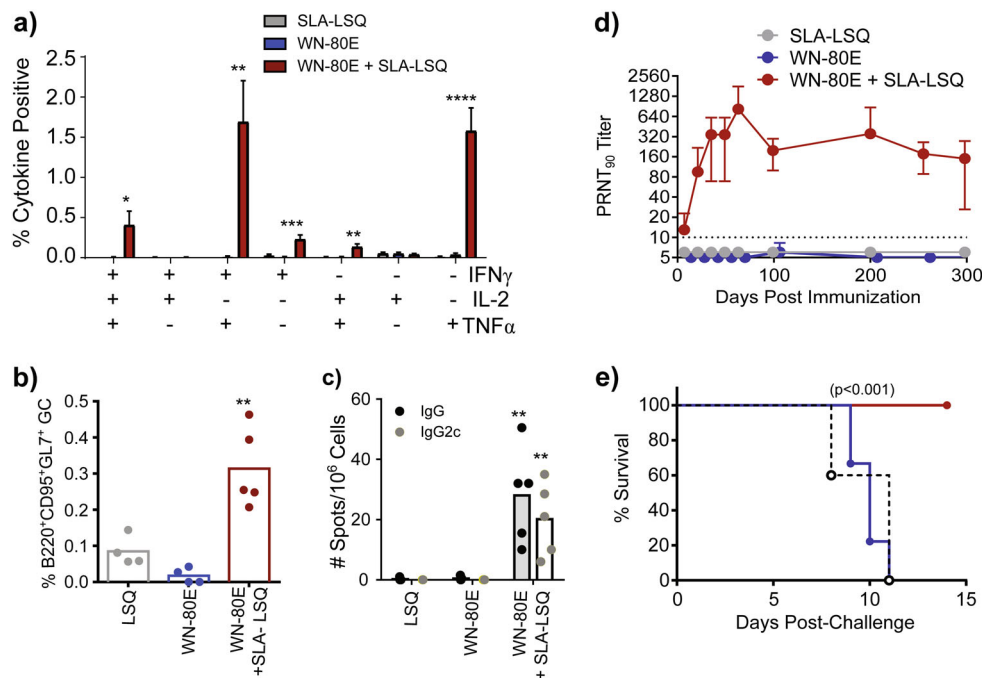 a)
SLA-LSQ
WN-80E
WN-80E + SLA-LSQ
% Cytokine Positive
2.5
2.0
1.5
1.0
0.5
0.0
*
**
***
**
****
+ + + + - - - IFNγ
+ + - - + + - IL-2
+ - + - + - + TNFα
b)
% B220+CD95+GL7+ GC
0.5
0.4
0.3
0.2
0.1
0.0
**
LSQ
WN-80E
WN-80E
+SLA- LSQ
c)
# Spots/10⁶ Cells
60
40
20
0
IgG
IgG2c
**
**
LSQ
WN-80E
WN-80E
+ SLA-LSQ
d)
SLA-LSQ
WN-80E
WN-80E + SLA-LSQ
PRNT₉₀ Titer
2560
1280
640
320
160
80
40
20
10
5
0 100 200 300
Days Post Immunization
e)
(p<0.001)
% Survival
100
80
60
40
20
0
0 5 10 15
Days Post-Challenge